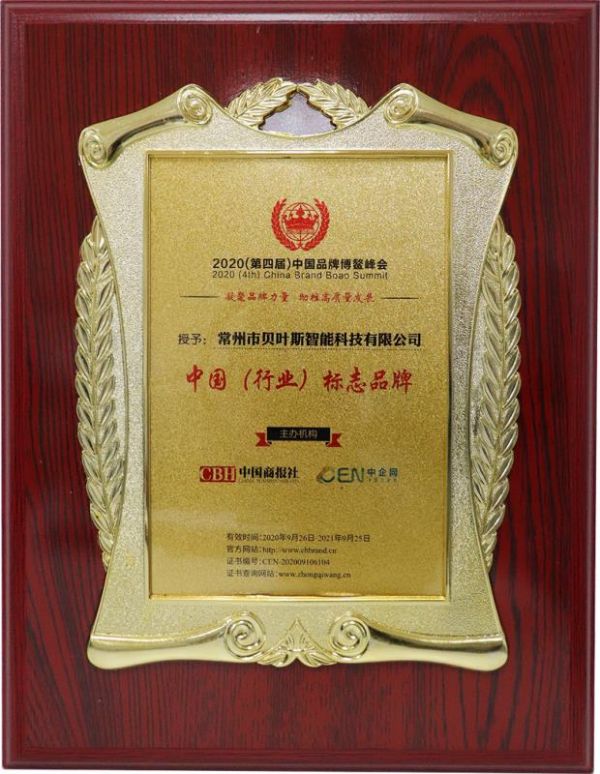 2020(第四届)中国品牌博鳌峰会
2020 (4th) China Brand Boao Summit
凝聚品牌力量 助推高质量成长
授予：常州市贝叶斯智能科技有限公司
中国（行业）标志品牌
主办机构
CBH 中国商报社 CEN 中企网
有效时间:2020年9月26日-2021年9月25日
官方网站:http://www.chbrand.cn
证书编号:CEN-202009106104
证书查询网站:www.zhongqiwang.cn